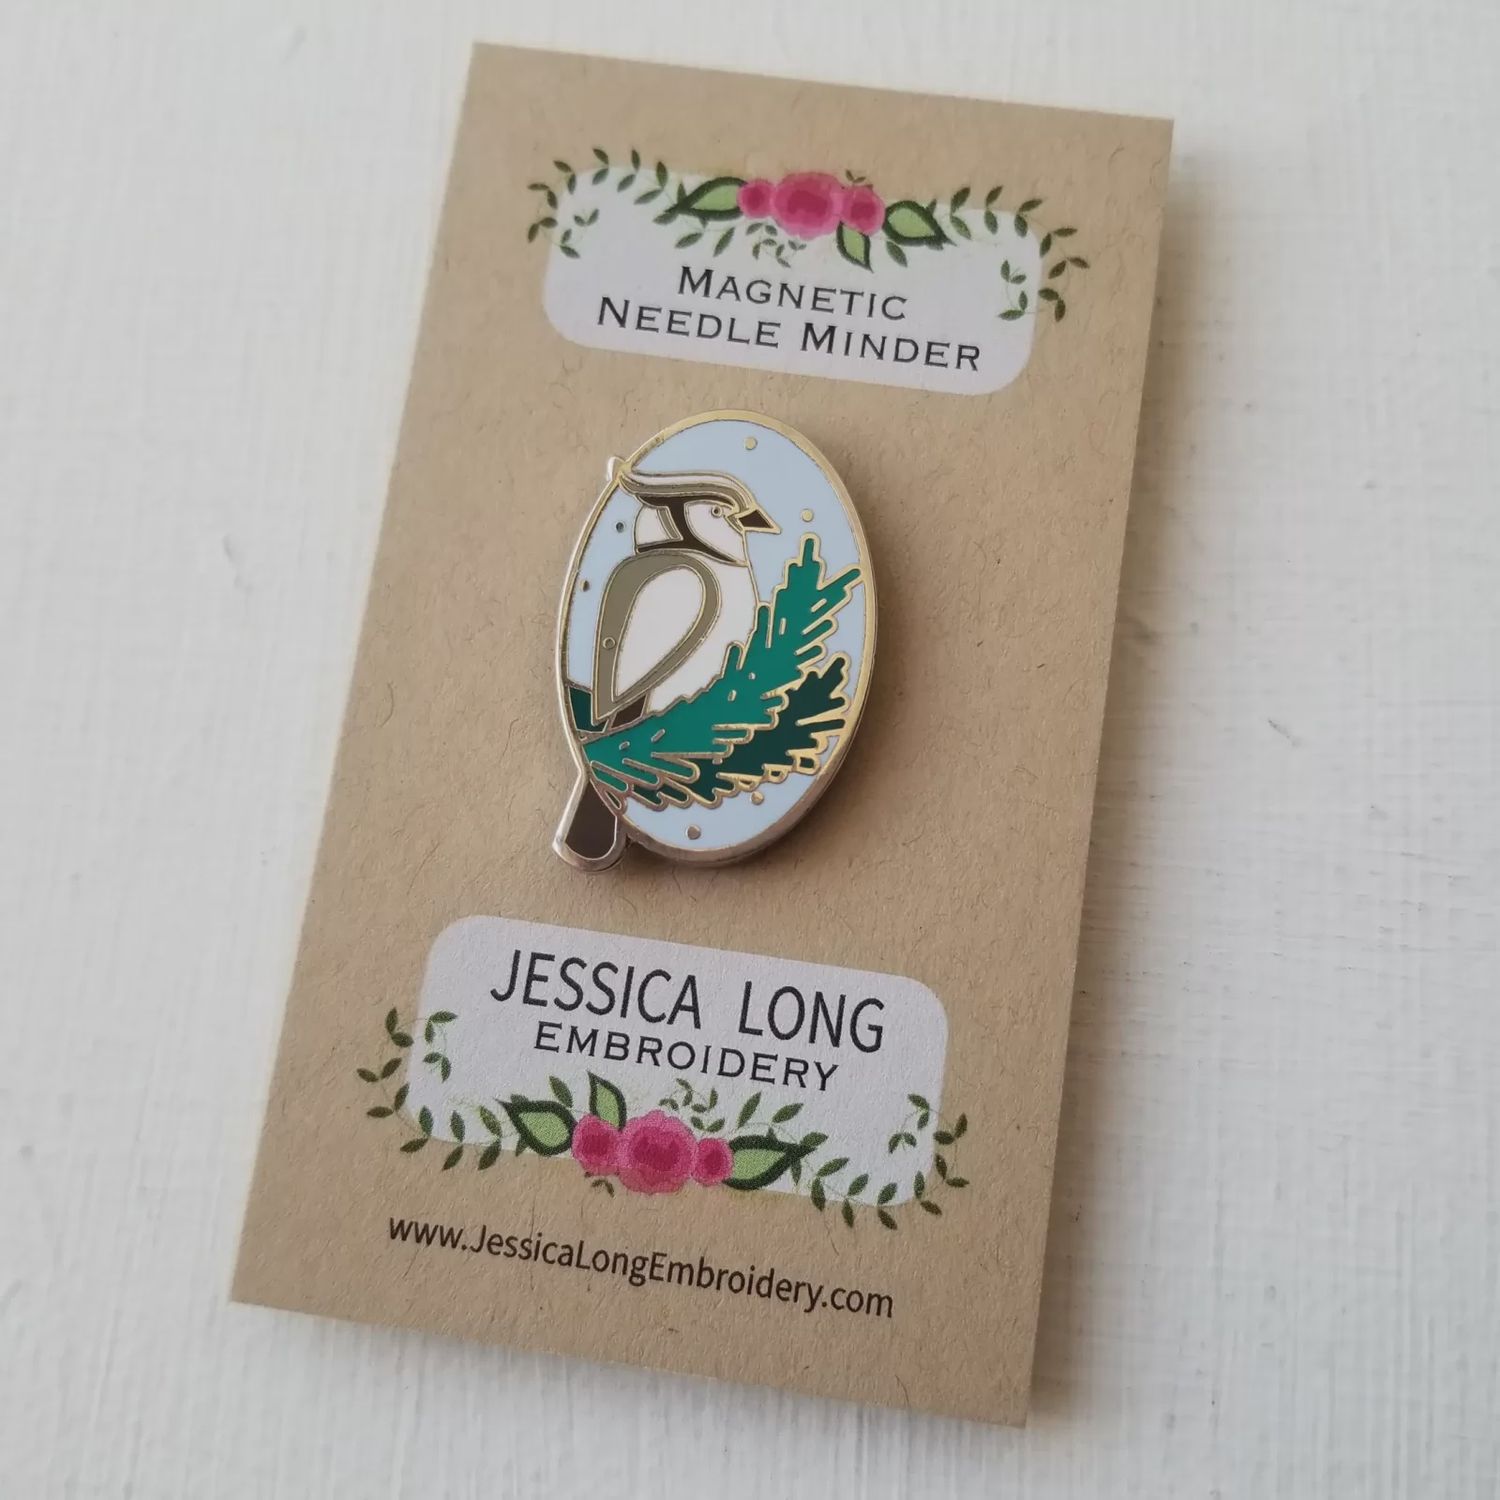 MAGNETIC
NEEDLE MINDER
JESSICA LONG
EMBROIDERY
www.JessicaLongEmbroidery.com